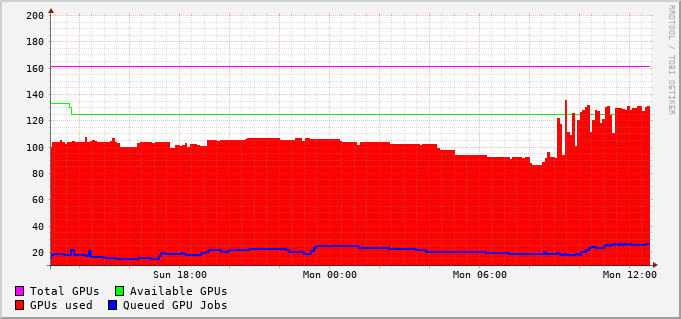 RRDTOOL / TOBI OETIKER
200
180
160
140
120
100
80
60
40
20
Sun 18:00 Mon 00:00 Mon 06:00 Mon 12:00
Total GPUs Available GPUs
GPUs used Queued GPU Jobs